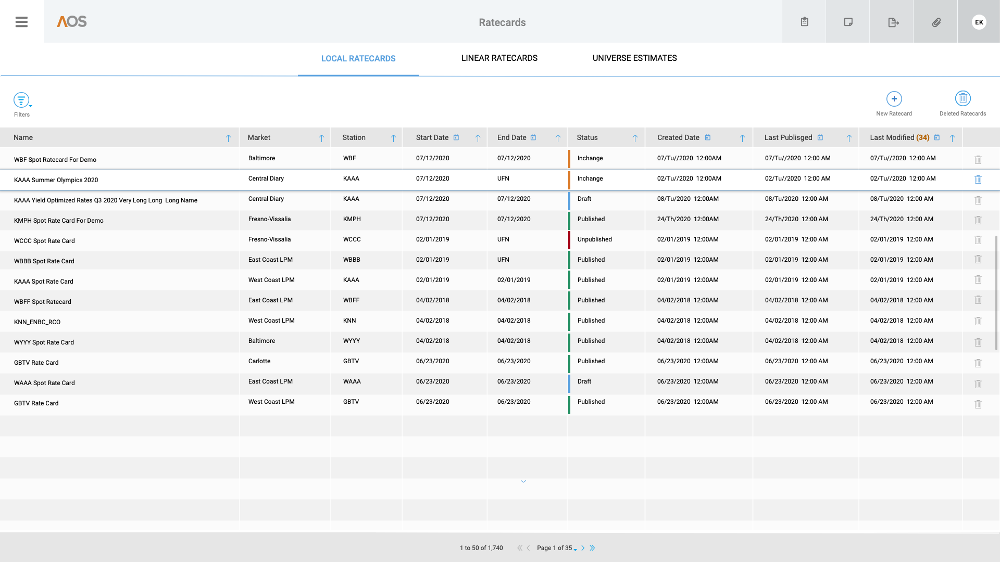 AOS
Ratecards
EK
LOCAL RATECARDS LINEAR RATECARDS UNIVERSE ESTIMATES
Filters
New Ratecard Deleted Ratecards
Name Market Station Start Date End Date Status Created Date Last Publisged Last Modified (34)
WBF Spot Ratecard For Demo Baltimore WBF 07/12/2020 07/12/2020 Inchange 07/Tu//2020 12:00AM 07/Tu//2020 12:00 AM 07/Tu//2020 12:00 AM
KAAA Summer Olympics 2020 Central Diary KAAA 07/12/2020 UFN Inchange 02/Tu//2020 12:00AM 02/Tu//2020 12:00 AM 02/Tu//2020 12:00 AM
KAAA Yield Optimized Rates Q3 2020 Very Long Long Long Name Central Diary KAAA 07/12/2020 07/12/2020 Draft 08/Tu/2020 12:00AM 08/Tu/2020 12:00 AM 08/Tu/2020 12:00 AM
KMPH Spot Rate Card For Demo Fresno-Vissalia KMPH 07/12/2020 07/12/2020 Published 24/Th/2020 12:00AM 24/Th/2020 12:00 AM 24/Th/2020 12:00 AM
WCCC Spot Rate Card Fresno-Vissalia WCCC 02/01/2019 UFN Unpublished 02/01/2019 12:00AM 02/01/2019 12:00 AM 02/01/2019 12:00 AM
WBBB Spot Rate Card East Coast LPM WBBB 02/01/2019 UFN Published 02/01/2019 12:00AM 02/01/2019 12:00 AM 02/01/2019 12:00 AM
KAAA Spot Rate Card West Coast LPM KAAA 02/01/2019 02/01/2019 Published 02/01/2019 12:00AM 02/01/2019 12:00 AM 02/01/2019 12:00 AM
WBFF Spot Ratecard East Coast LPM WBFF 04/02/2018 04/02/2018 Published 04/02/2018 12:00AM 04/02/2018 12:00 AM 04/02/2018 12:00 AM
KNN_ENBC_RCO West Coast LPM KNN 04/02/2018 04/02/2018 Published 04/02/2018 12:00AM 04/02/2018 12:00 AM 04/02/2018 12:00 AM
WYYY Spot Rate Card Baltimore WYYY 04/02/2018 04/02/2018 Published 04/02/2018 12:00AM 04/02/2018 12:00 AM 04/02/2018 12:00 AM
GBTV Rate Card Carlotte GBTV 06/23/2020 06/23/2020 Published 06/23/2020 12:00AM 06/23/2020 12:00 AM 06/23/2020 12:00 AM
WAAA Spot Rate Card East Coast LPM WAAA 06/23/2020 06/23/2020 Draft 06/23/2020 12:00AM 06/23/2020 12:00 AM 06/23/2020 12:00 AM
GBTV Rate Card West Coast LPM GBTV 06/23/2020 06/23/2020 Published 06/23/2020 12:00AM 06/23/2020 12:00 AM 06/23/2020 12:00 AM
1 to 50 of 1,740 Page 1 of 35